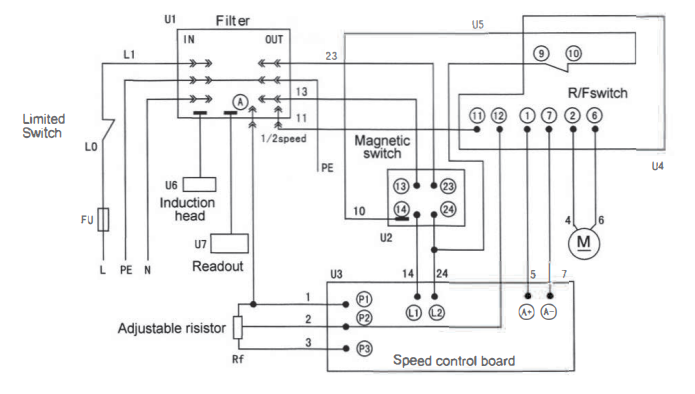 U1 Filter
U5
IN OUT
L1
23
⑨ ⑩
R/Fswitch
Ⓐ
13
11
⑪ ⑫ ① ⑦ ② ⑥
Limited
Switch
1/2speed
Magnetic
switch
L0
PE
U4
U6
Induction
head
⑬ ㉓
⑭ ㉔
10
U2
FU
U7
Readout
4 6
M
L PE N
U3
14 24 5 7
1 P1
2 P2
3 P3
L1 L2 A+ A-
Adjustable risistor
Rf
Speed control board